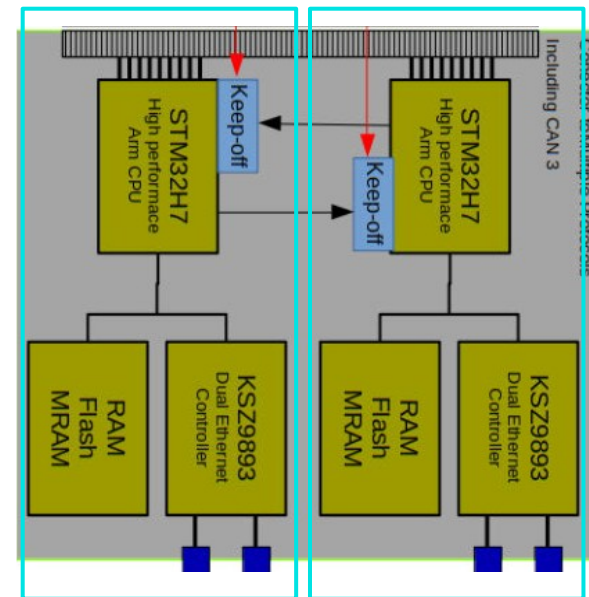 Including CAN 3
STM32H7
High performace
Arm CPU
Keep-off
STM32H7
High performace
Arm CPU
Keep-off
RAM
Flash
MRAM
KSZ9893
Dual Ethernet
Controller
RAM
Flash
MRAM
KSZ9893
Dual Ethernet
Controller